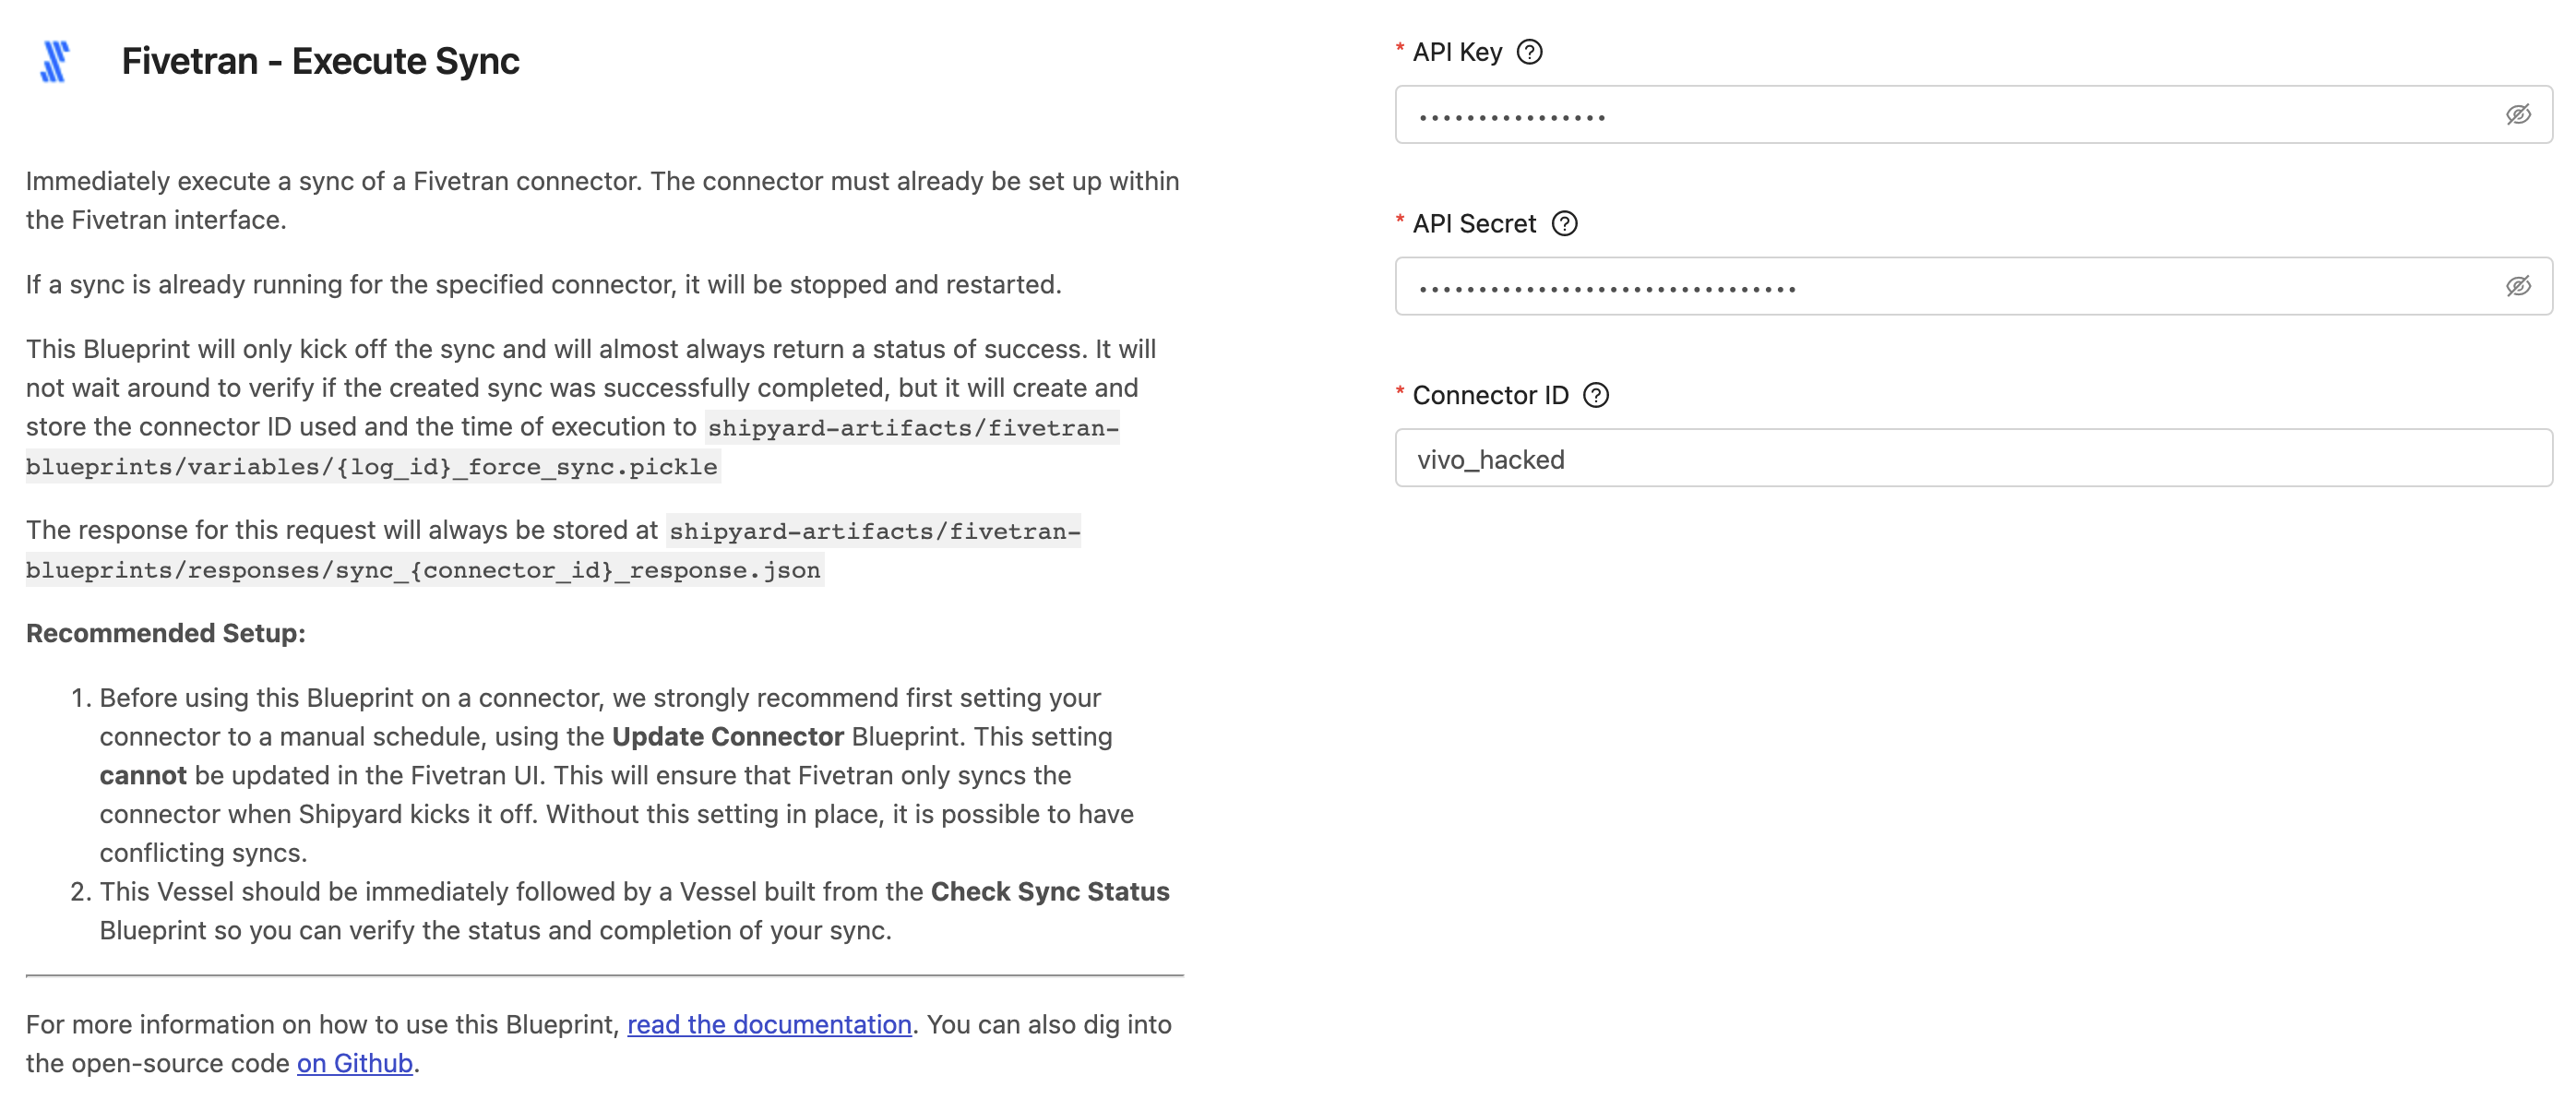 Fivetran - Execute Sync
Immediately execute a sync of a Fivetran connector. The connector must already be set up within
the Fivetran interface.
If a sync is already running for the specified connector, it will be stopped and restarted.
This Blueprint will only kick off the sync and will almost always return a status of success. It will
not wait around to verify if the created sync was successfully completed, but it will create and
store the connector ID used and the time of execution to shipyard-artifacts/fivetran-
blueprints/variables/{log_id}_force_sync.pickle
The response for this request will always be stored at shipyard-artifacts/fivetran-
blueprints/responses/sync_{connector_id}_response.json
Recommended Setup:
1. Before using this Blueprint on a connector, we strongly recommend first setting your
connector to a manual schedule, using the Update Connector Blueprint. This setting
cannot be updated in the Fivetran UI. This will ensure that Fivetran only syncs the
connector when Shipyard kicks it off. Without this setting in place, it is possible to have
conflicting syncs.
2. This Vessel should be immediately followed by a Vessel built from the Check Sync Status
Blueprint so you can verify the status and completion of your sync.
For more information on how to use this Blueprint, read the documentation. You can also dig into
the open-source code on Github.
* API Key ?
••••••••••••••••
* API Secret ?
••••••••••••••••••••••••••••••••
* Connector ID ?
vivo_hacked